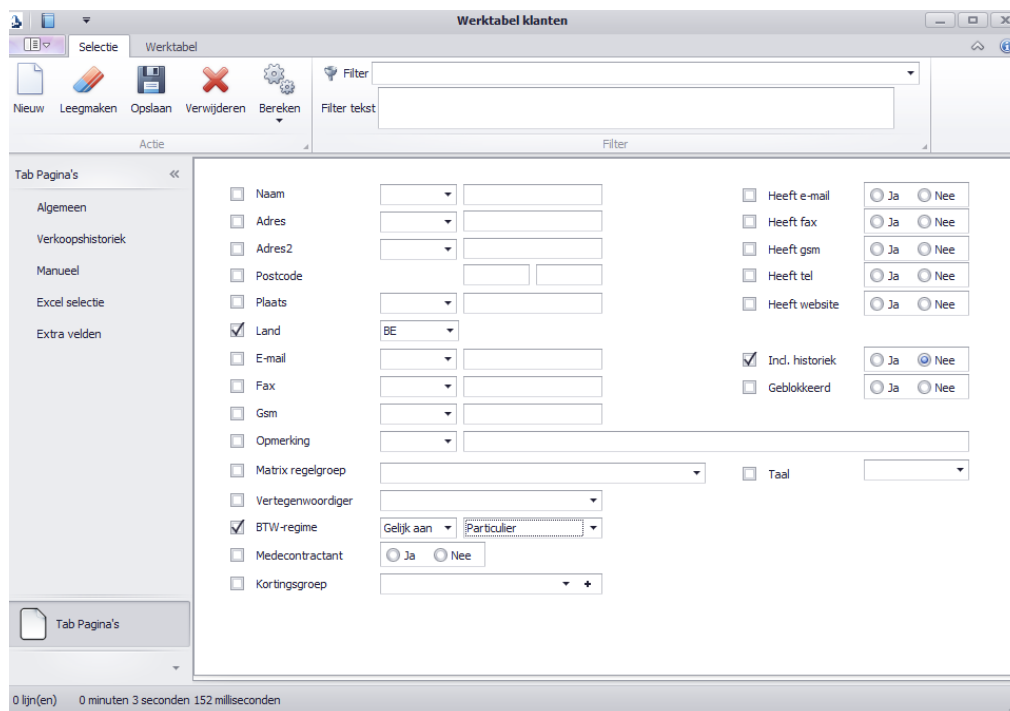 Werktabel klanten
Selectie Werktabel
Nieuw Leegmaken Opslaan Verwijderen Bereken
Filter
Filter tekst
Actie Filter
Tab Pagina's
Algemeen
Verkoopshistoriek
Manueel
Excel selectie
Extra velden
Naam
Adres
Adres2
Postcode
Plaats
Land BE
E-mail
Fax
Gsm
Opmerking
Matrix regelgroep
Vertegenwoordiger
BTW-regime Gelijk aan Particulier
Medecontractant Ja Nee
Kortingsgroep
Heeft e-mail Ja Nee
Heeft fax Ja Nee
Heeft gsm Ja Nee
Heeft tel Ja Nee
Heeft website Ja Nee
Incl. historiek Ja Nee
Geblokkeerd Ja Nee
Taal
Tab Pagina's
0 lijn(en) 0 minuten 3 seconden 152 milliseconden